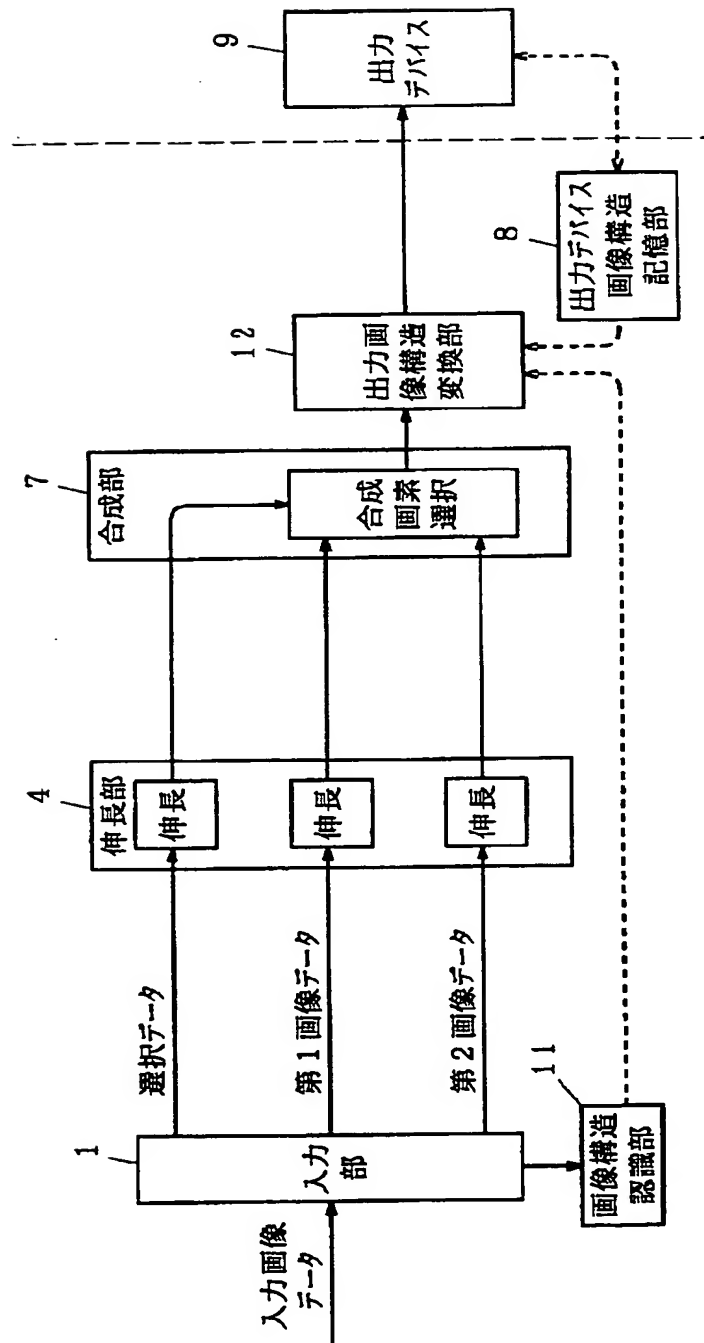 入力画像
データ
1
入力部
選択データ
第1画像データ
第2画像データ
11
画像構造
認識部
4
伸長部
伸長
伸長
伸長
7
合成部
合成
画素
選択
12
出力画
像構造
変換部
8
出力デバイス
画像構造
記憶部
9
出力
デバイス